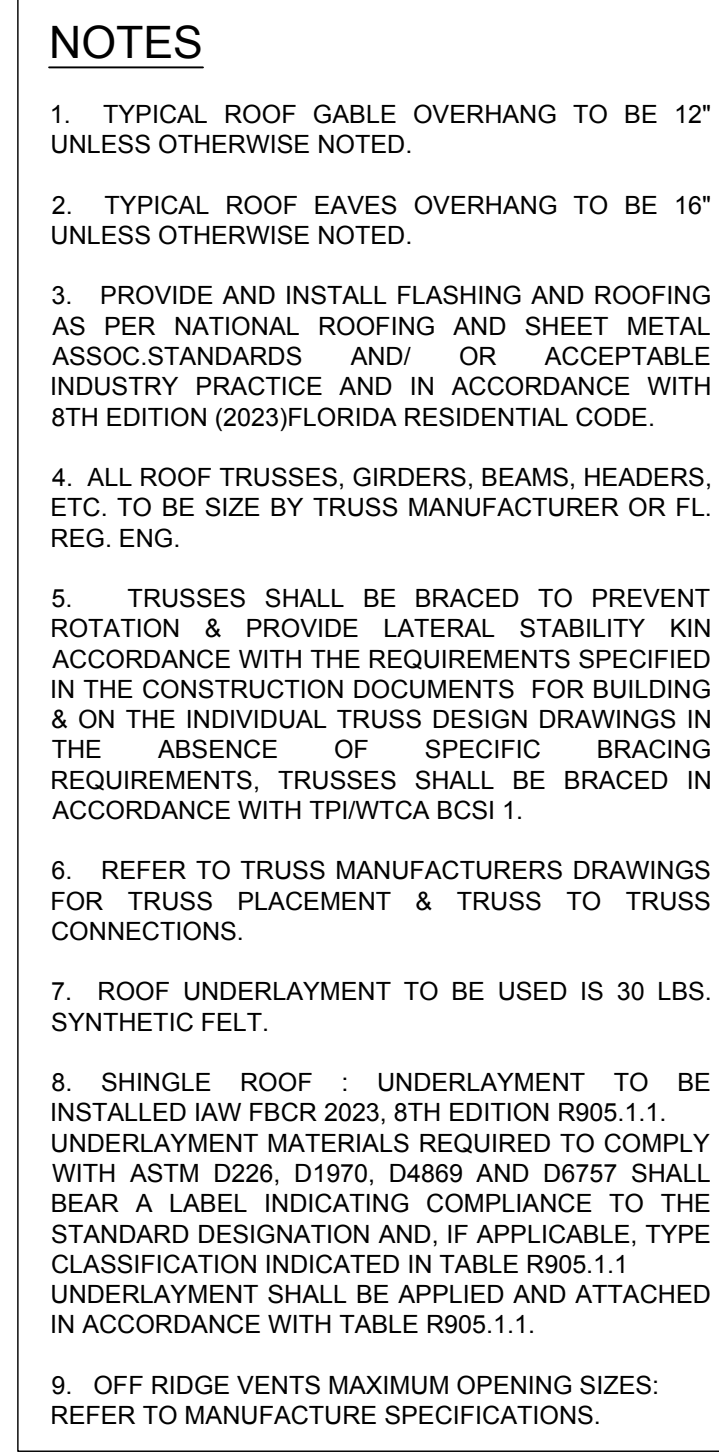 NOTES
1. TYPICAL ROOF GABLE OVERHANG TO BE 12"
UNLESS OTHERWISE NOTED.
2. TYPICAL ROOF EAVES OVERHANG TO BE 16"
UNLESS OTHERWISE NOTED.
3. PROVIDE AND INSTALL FLASHING AND ROOFING
AS PER NATIONAL ROOFING AND SHEET METAL
ASSOC.STANDARDS AND/ OR ACCEPTABLE
INDUSTRY PRACTICE AND IN ACCORDANCE WITH
8TH EDITION (2023)FLORIDA RESIDENTIAL CODE.
4. ALL ROOF TRUSSES, GIRDERS, BEAMS, HEADERS,
ETC. TO BE SIZE BY TRUSS MANUFACTURER OR FL.
REG. ENG.
5. TRUSSES SHALL BE BRACED TO PREVENT
ROTATION & PROVIDE LATERAL STABILITY KIN
ACCORDANCE WITH THE REQUIREMENTS SPECIFIED
IN THE CONSTRUCTION DOCUMENTS FOR BUILDING
& ON THE INDIVIDUAL TRUSS DESIGN DRAWINGS IN
THE ABSENCE OF SPECIFIC BRACING
REQUIREMENTS, TRUSSES SHALL BE BRACED IN
ACCORDANCE WITH TPI/WTCA BCSI 1.
6. REFER TO TRUSS MANUFACTURERS DRAWINGS
FOR TRUSS PLACEMENT & TRUSS TO TRUSS
CONNECTIONS.
7. ROOF UNDERLAYMENT TO BE USED IS 30 LBS.
SYNTHETIC FELT.
8. SHINGLE ROOF : UNDERLAYMENT TO BE
INSTALLED IAW FBCR 2023, 8TH EDITION R905.1.1.
UNDERLAYMENT MATERIALS REQUIRED TO COMPLY
WITH ASTM D226, D1970, D4869 AND D6757 SHALL
BEAR A LABEL INDICATING COMPLIANCE TO THE
STANDARD DESIGNATION AND, IF APPLICABLE, TYPE
CLASSIFICATION INDICATED IN TABLE R905.1.1
UNDERLAYMENT SHALL BE APPLIED AND ATTACHED
IN ACCORDANCE WITH TABLE R905.1.1.
9. OFF RIDGE VENTS MAXIMUM OPENING SIZES:
REFER TO MANUFACTURE SPECIFICATIONS.